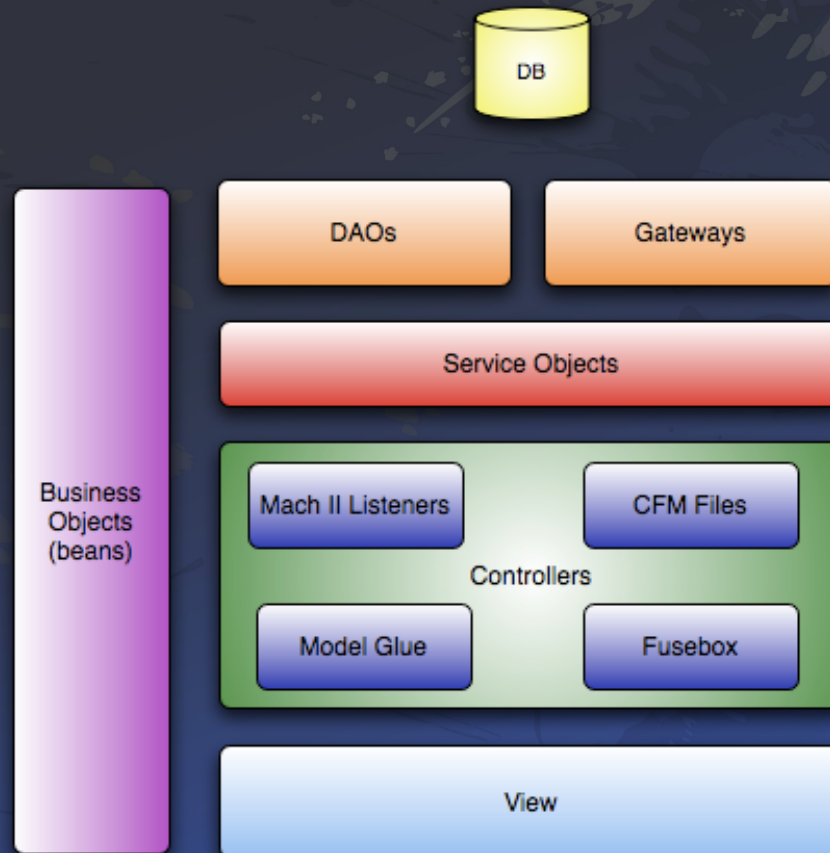 DB
DAOs
Gateways
Service Objects
Business
Objects
(beans)
Mach II Listeners
CFM Files
Controllers
Model Glue
Fusebox
View